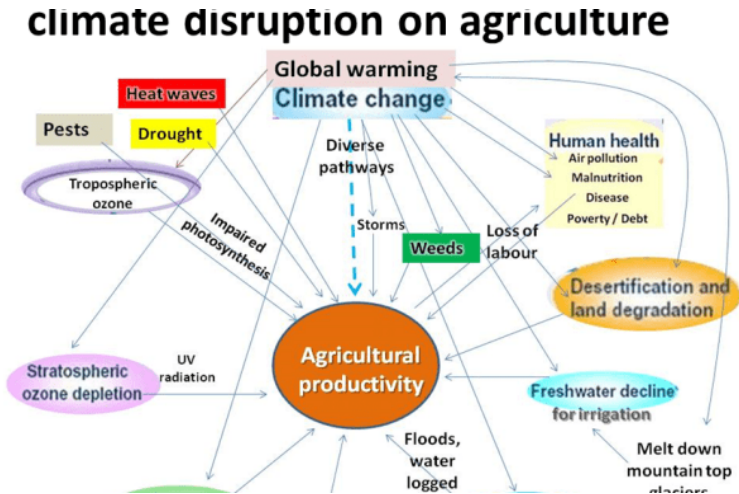 climate disruption on agriculture
Global warming
Climate change
Heat waves
Pests
Drought
Diverse
pathways
Human health
Air pollution
Malnutrition
Disease
Poverty / Debt
Tropospheric
ozone
Impaired
photosynthesis
Storms
Weeds
Loss of
labour
Desertification and
land degradation
Stratospheric
ozone depletion
UV
radiation
Agricultural
productivity
Freshwater decline
for irrigation
Floods,
water
logged
Melt down
mountain top
glaciers